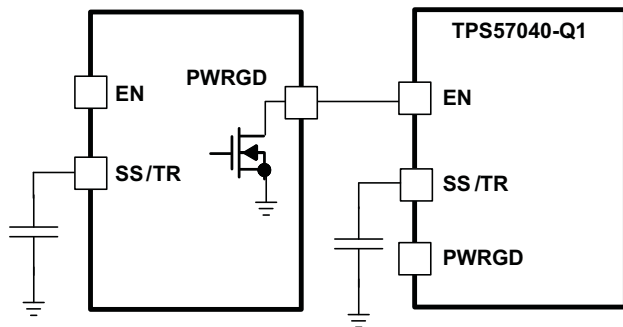 TPS57040-Q1
PWRGD
EN
EN
SS/TR
SS/TR
PWRGD